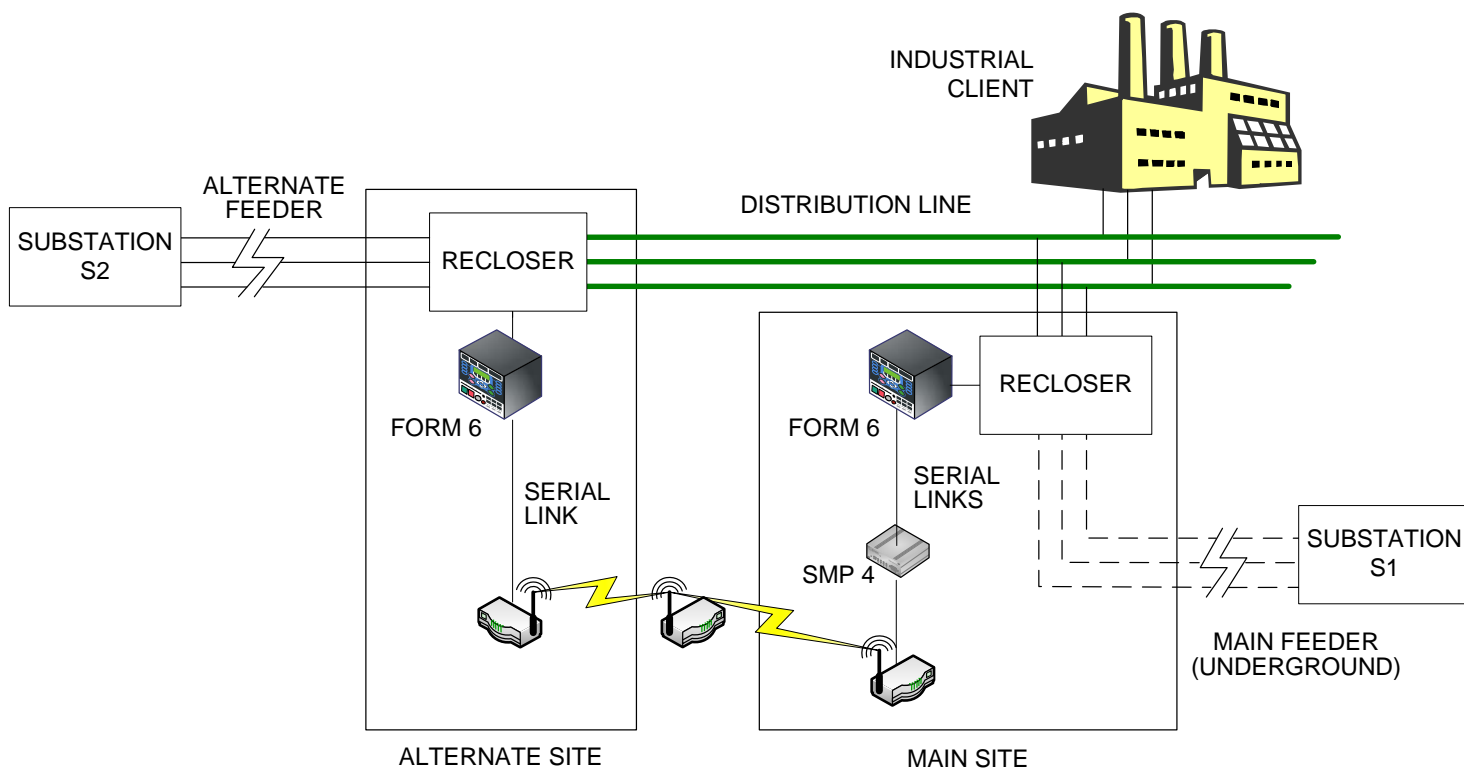 INDUSTRIAL
CLIENT
ALTERNATE
FEEDER
DISTRIBUTION LINE
SUBSTATION
S2
RECLOSER
RECLOSER
FORM 6
FORM 6
SERIAL
LINK
SERIAL
LINKS
SMP 4
SUBSTATION
S1
MAIN FEEDER
(UNDERGROUND)
ALTERNATE SITE
MAIN SITE